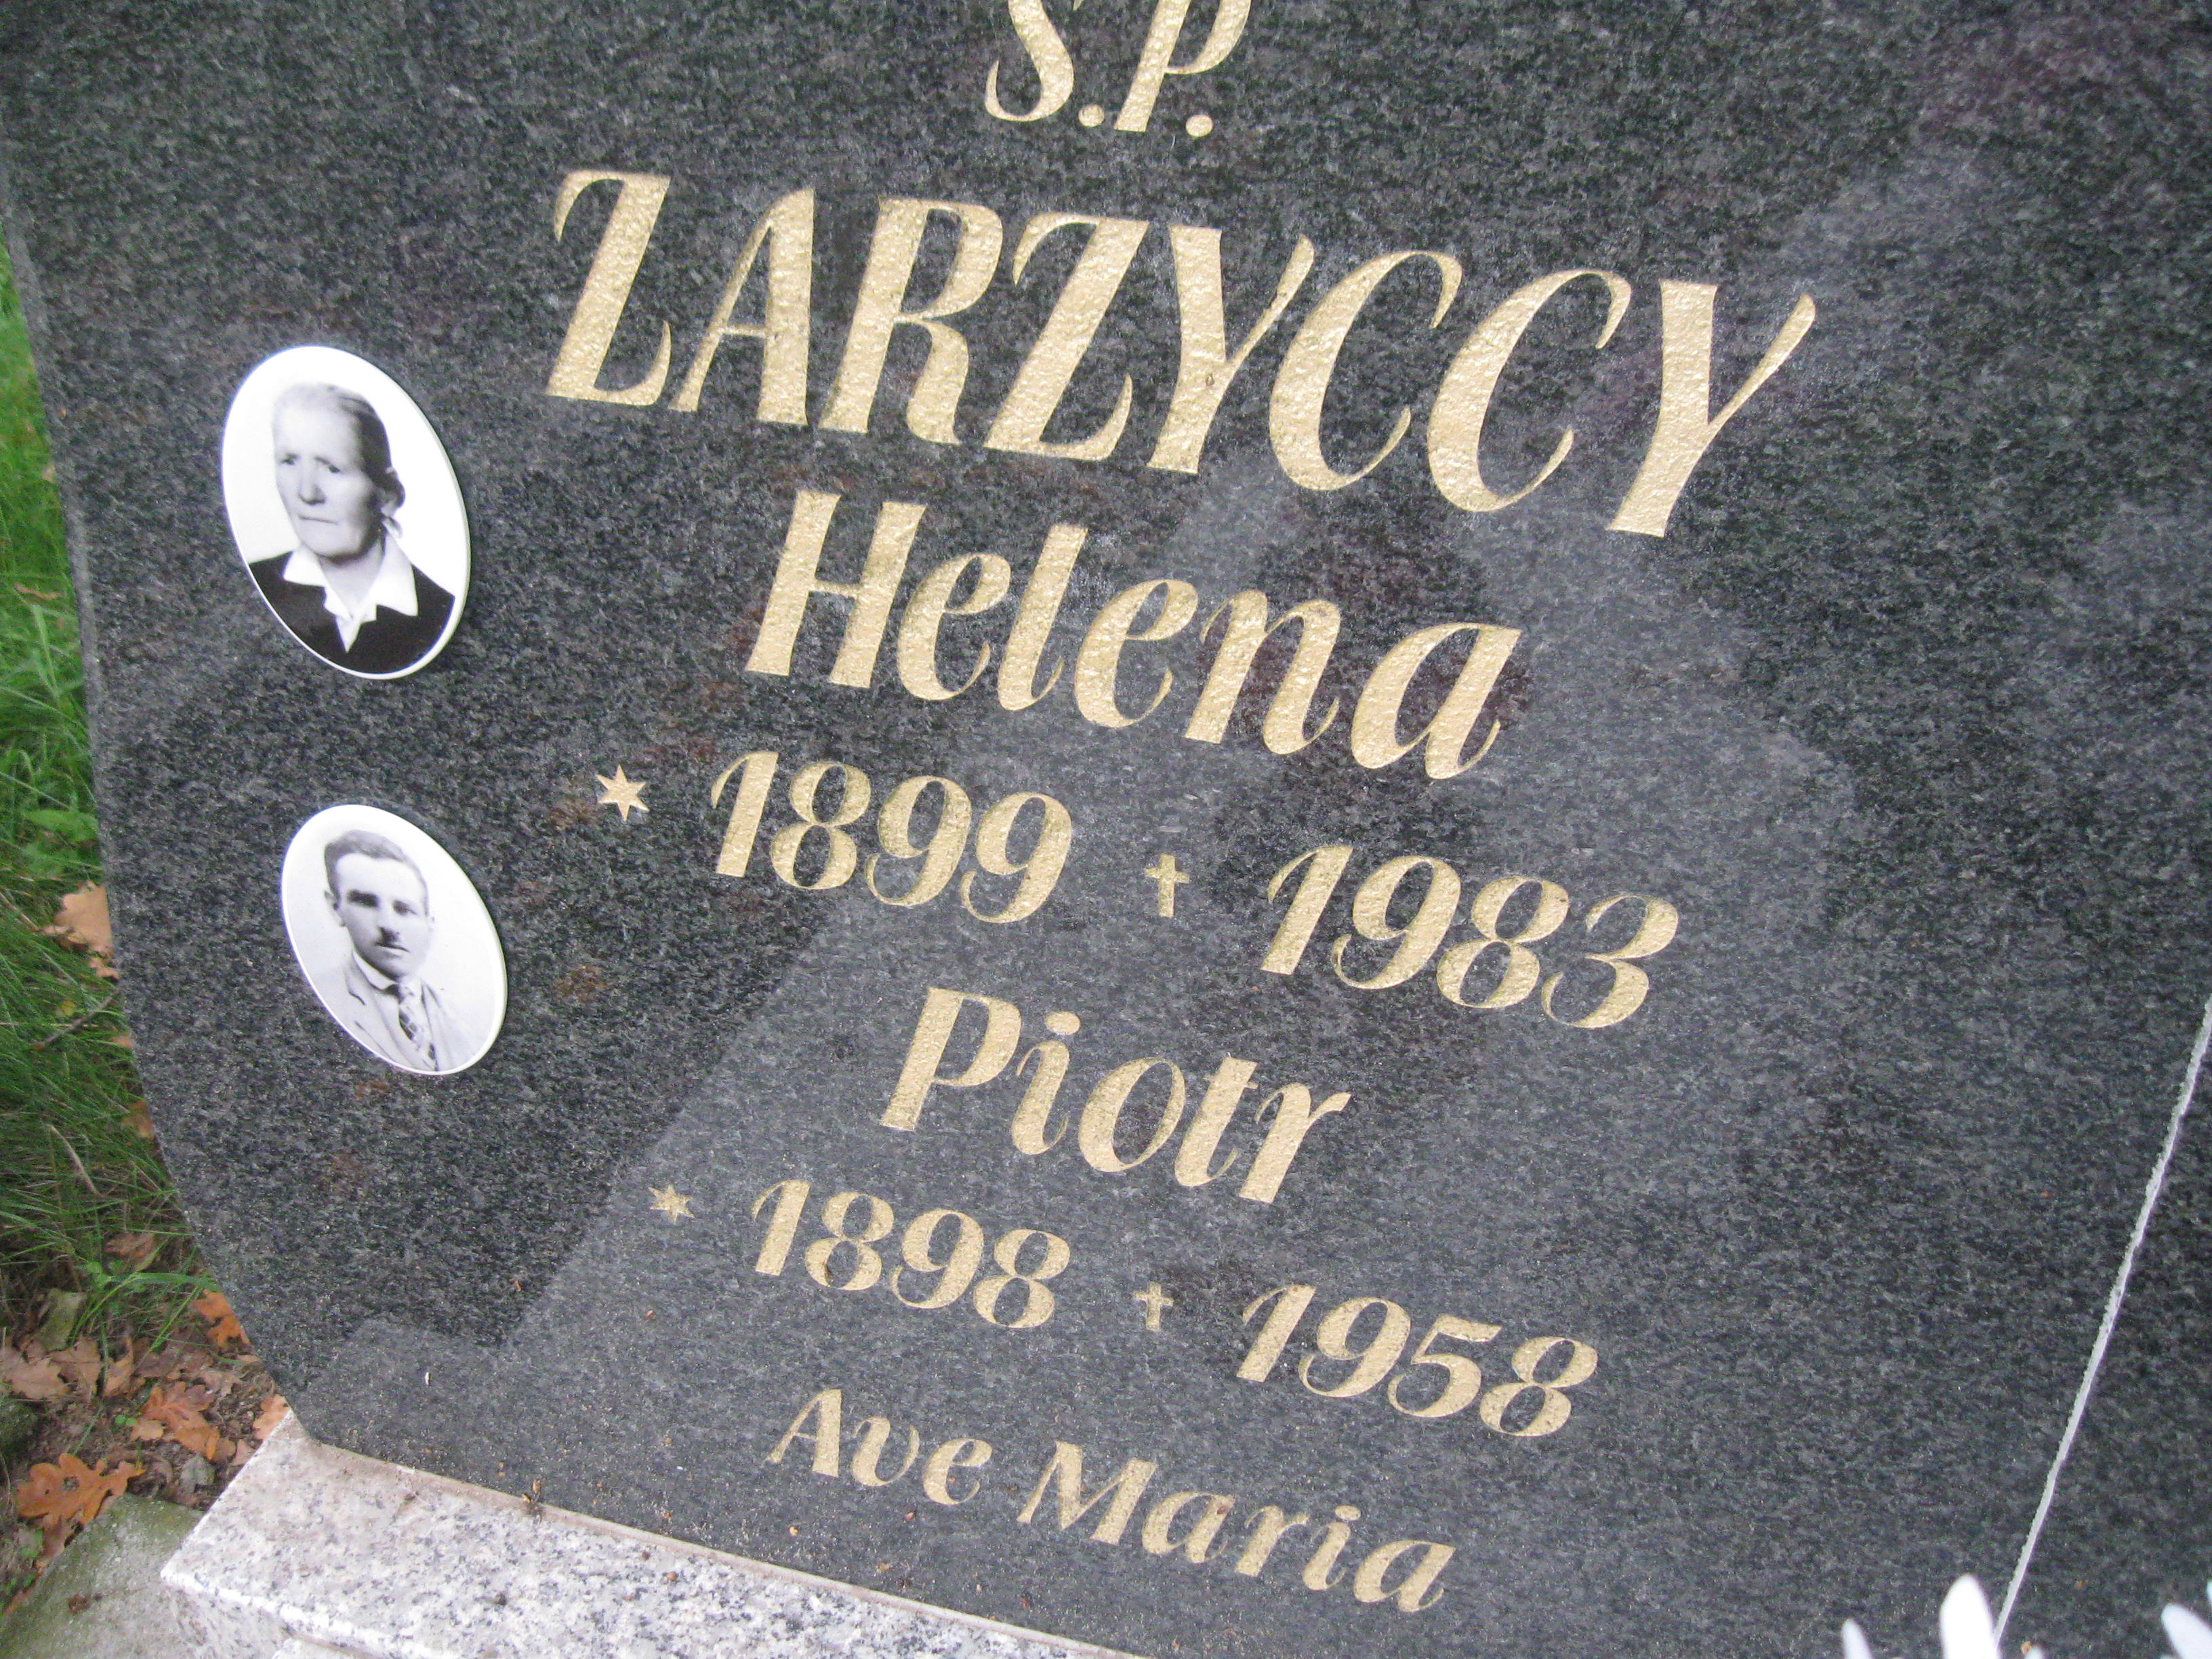 Ś.P.
ZARZYCCY
Helena
* 1899 † 1983
Piotr
* 1898 † 1958
Ave Maria